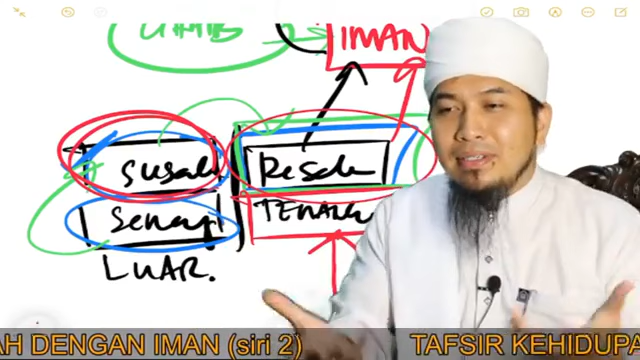 IMAN
susah Resah
Senang TENANG
LUAR.
AH DENGAN IMAN (siri 2) TAFSIR KEHIDUPA